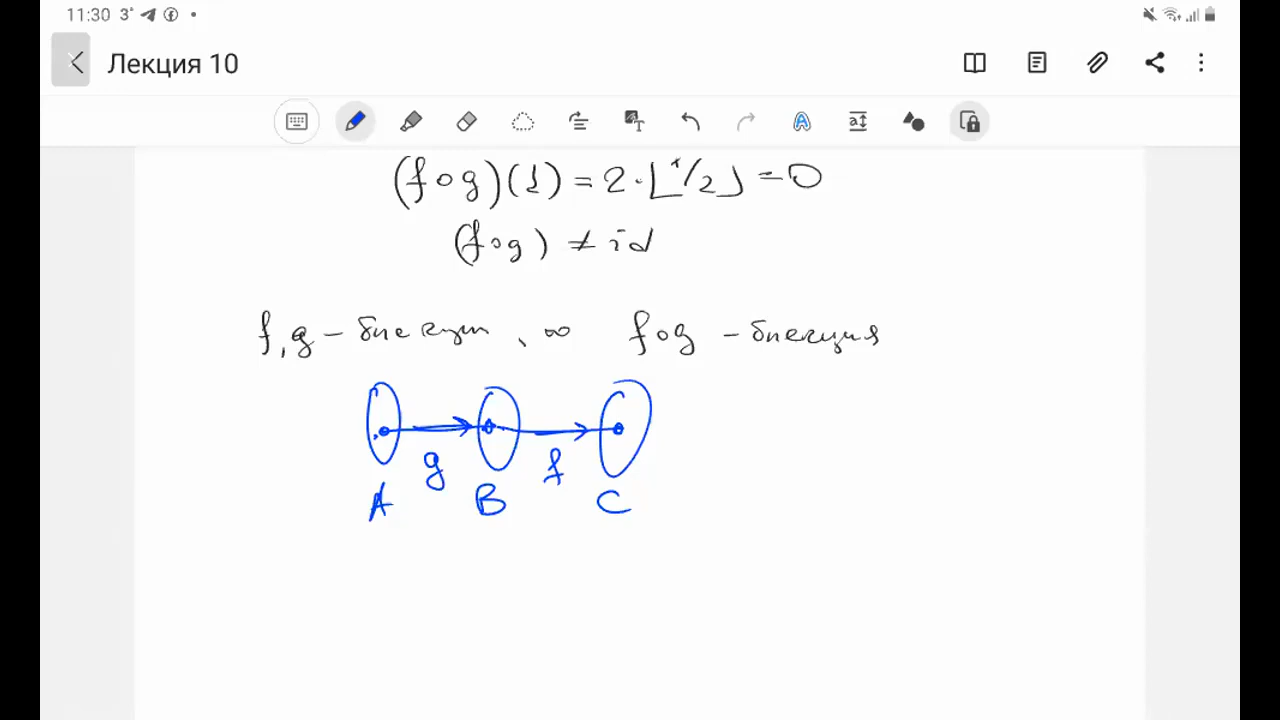 11:30 3°
Лекция 10
(f∘g)(1) = 2·⌊1/2⌋ = 0
(f∘g) ≠ id
f, g – биекции, то f∘g – биекция
g f
A B C